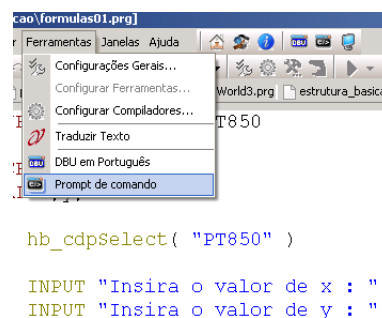 cao\formulas01.prg]
r Ferramentas Janelas Ajuda
Configurações Gerais...
Configurar Ferramentas...
World3.prg estrutura_basica
Configurar Compiladores...
PT850
Traduzir Texto
DBU em Português
Prompt de comando
hb_cdpSelect( "PT850" )
INPUT "Insira o valor de x : "
INPUT "Insira o valor de y : "